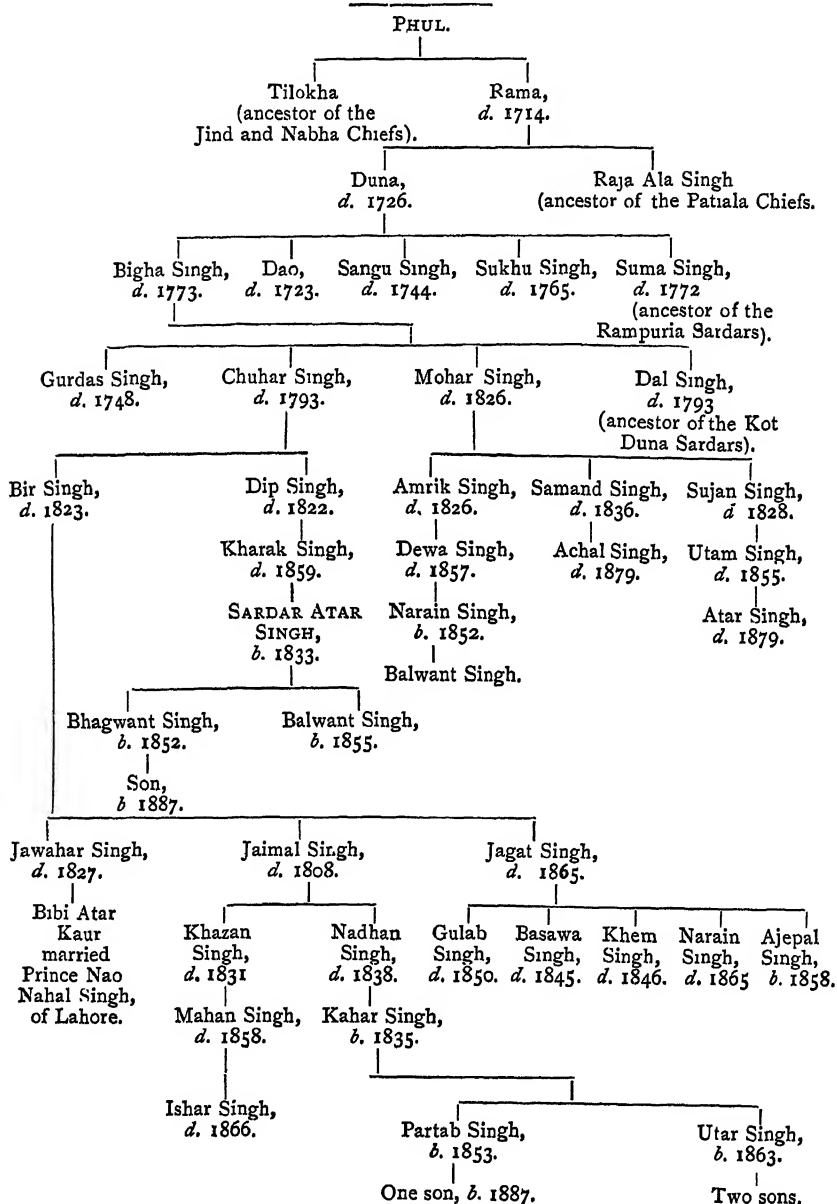 PHUL.
Tilokha Rama,
(ancestor of the d. 1714.
Jind and Nabha Chiefs).
Duna, Raja Ala Singh
d. 1726. (ancestor of the Patiala Chiefs.
Bigha Singh, Dao, Sangu Singh, Sukhu Singh, Suma Singh,
d. 1773. d. 1723. d. 1744. d. 1765. d. 1772
(ancestor of the
Rampuria Sardars).
Gurdas Singh, Chuhar Singh, Mohar Singh, Dal Singh,
d. 1748. d. 1793. d. 1826. d. 1793
(ancestor of the Kot
Duna Sardars).
Bir Singh, Dip Singh, Amrik Singh, Samand Singh, Sujan Singh,
d. 1823. d. 1822. d. 1826. d. 1836. d 1828.
Kharak Singh, Dewa Singh, Achal Singh, Utam Singh,
d. 1859. d. 1857. d. 1879. d. 1855.
SARDAR ATAR Narain Singh, Atar Singh,
SINGH, b. 1852. d. 1879.
b. 1833.
Balwant Singh.
Bhagwant Singh, Balwant Singh,
b. 1852. b. 1855.
Son,
b 1887.
Jawahar Singh, Jaimal Singh, Jagat Singh,
d. 1827. d. 1808. d. 1865.
Bibi Atar Khazan Nadhan Gulab Basawa Khem Narain Ajepal
Kaur Singh, Singh, Singh, Singh, Singh, Singh, Singh,
married d. 1831 d. 1838. d. 1850. d. 1845. d. 1846. d. 1865 b. 1858.
Prince Nao
Nahal Singh, Mahan Singh, Kahar Singh,
of Lahore. d. 1858. b. 1835.
Ishar Singh, Partab Singh, Utar Singh,
d. 1866. b. 1853. b. 1863.
One son, b. 1887. Two sons.